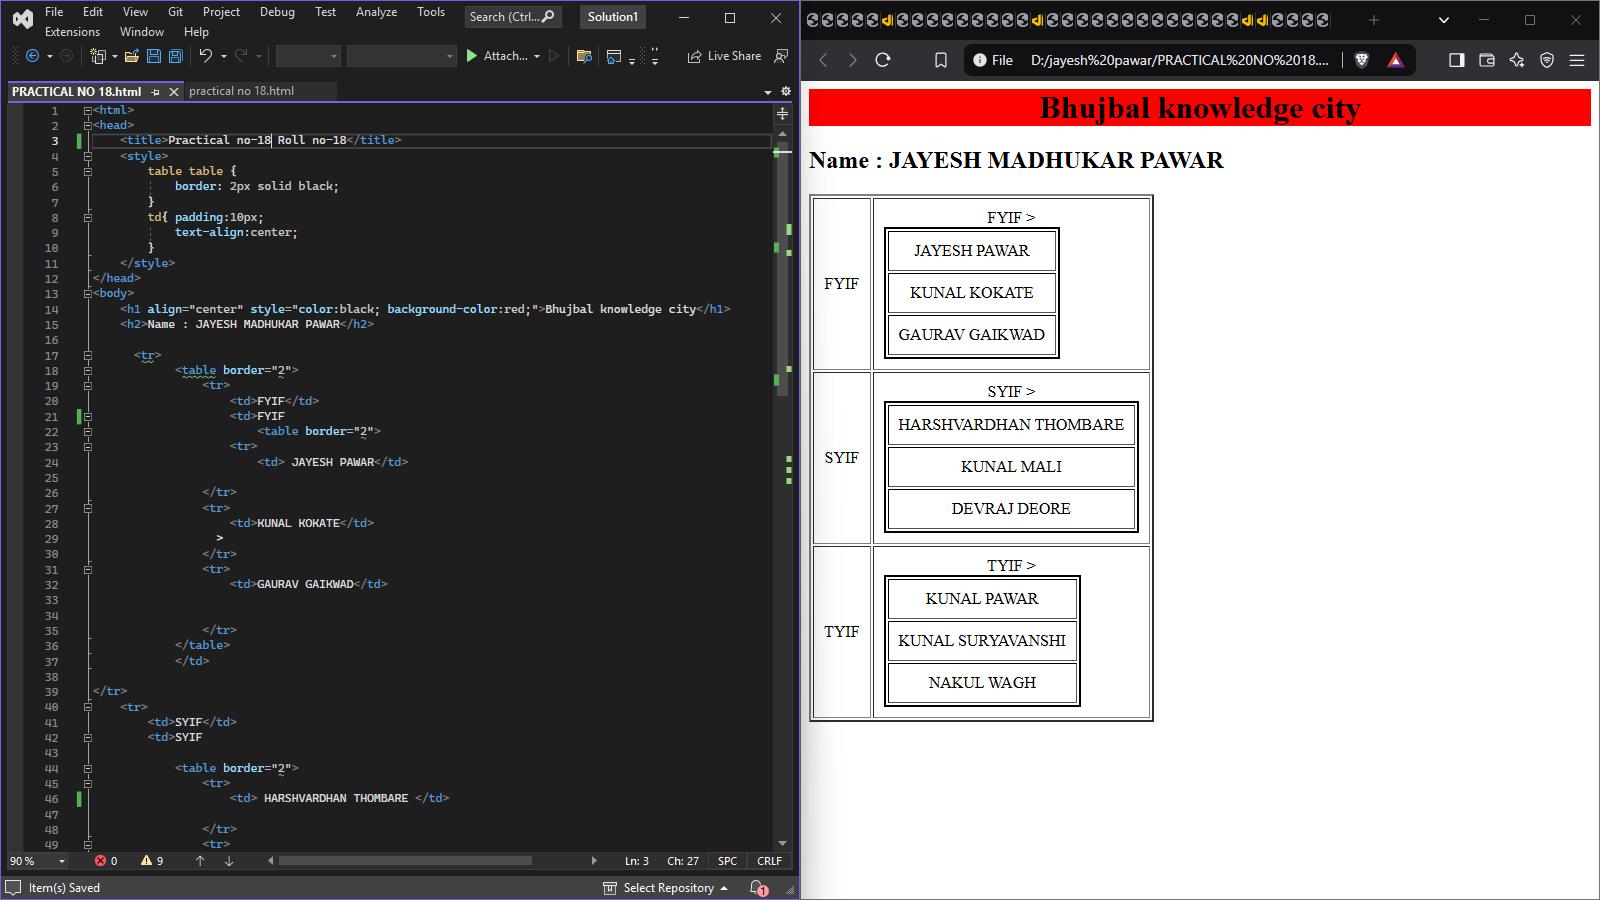 File Edit View Git Project Debug Test Analyze Tools Search (Ctrl... Solution1
Extensions Window Help
Attach... Live Share
PRACTICAL NO 18.html practical no 18.html
1 <html>
2 <head>
3 <title>Practical no-18 Roll no-18</title>
4 <style>
5 table table {
6 border: 2px solid black;
7 }
8 td{ padding:10px;
9 text-align:center;
10 }
11 </style>
12 </head>
13 <body>
14 <h1 align="center" style="color:black; background-color:red;">Bhujbal knowledge city</h1>
15 <h2>Name : JAYESH MADHUKAR PAWAR</h2>
16
17 <tr>
18 <table border="2">
19 <tr>
20 <td>FYIF</td>
21 <td>FYIF
22 <table border="2">
23 <tr>
24 <td> JAYESH PAWAR</td>
25
26 </tr>
27 <tr>
28 <td>KUNAL KOKATE</td>
29 >
30 </tr>
31 <tr>
32 <td>GAURAV GAIKWAD</td>
33
34
35 </tr>
36 </table>
37 </td>
38
39 </tr>
40 <tr>
41 <td>SYIF</td>
42 <td>SYIF
43
44 <table border="2">
45 <tr>
46 <td> HARSHVARDHAN THOMBARE </td>
47
48 </tr>
49 <tr>
90 % 0 9 Ln: 3 Ch: 27 SPC CRLF
Item(s) Saved Select Repository 1
File D:/jayesh%20pawar/PRACTICAL%20NO%2018....
Bhujbal knowledge city
Name : JAYESH MADHUKAR PAWAR
FYIF >
JAYESH PAWAR
FYIF
KUNAL KOKATE
GAURAV GAIKWAD
SYIF >
HARSHVARDHAN THOMBARE
SYIF
KUNAL MALI
DEVRAJ DEORE
TYIF >
KUNAL PAWAR
TYIF
KUNAL SURYAVANSHI
NAKUL WAGH